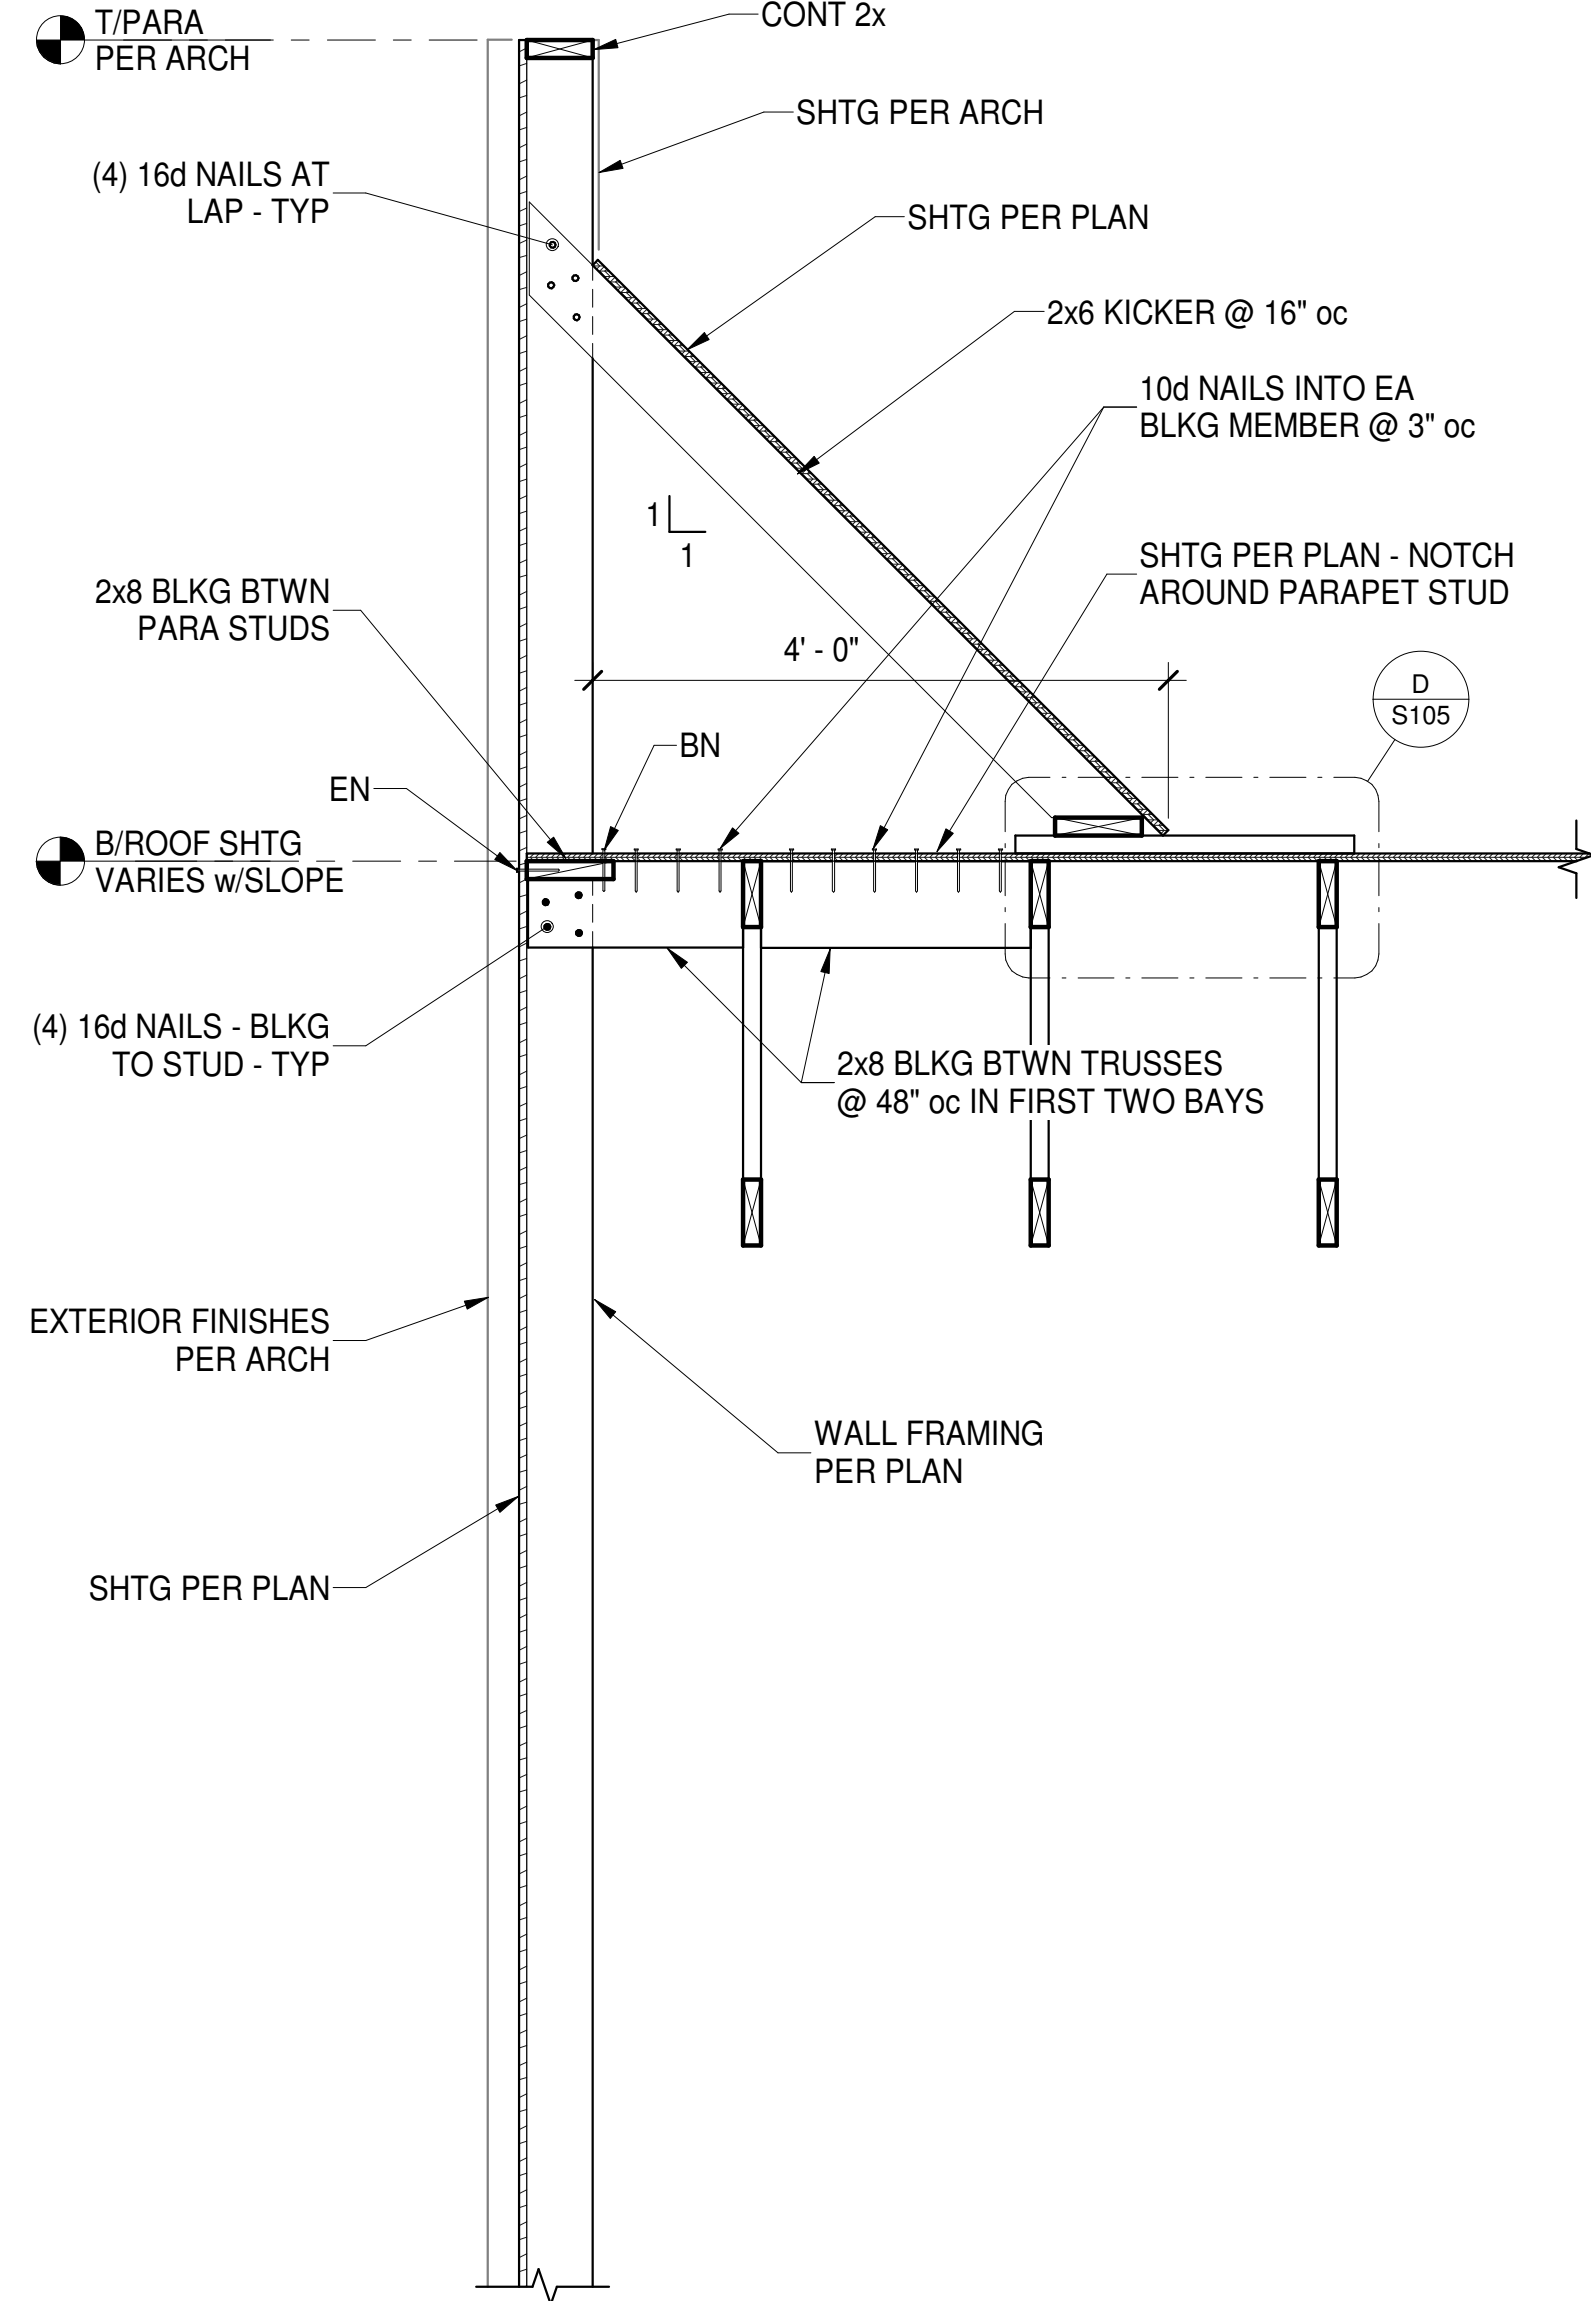 T/PARA
PER ARCH
CONT 2x
SHTG PER ARCH
(4) 16d NAILS AT
LAP - TYP
SHTG PER PLAN
2x6 KICKER @ 16" oc
10d NAILS INTO EA
BLKG MEMBER @ 3" oc
1
1
SHTG PER PLAN - NOTCH
AROUND PARAPET STUD
2x8 BLKG BTWN
PARA STUDS
4' - 0"
D
S105
BN
EN
B/ROOF SHTG
VARIES w/SLOPE
(4) 16d NAILS - BLKG
TO STUD - TYP
2x8 BLKG BTWN TRUSSES
@ 48" oc IN FIRST TWO BAYS
EXTERIOR FINISHES
PER ARCH
WALL FRAMING
PER PLAN
SHTG PER PLAN